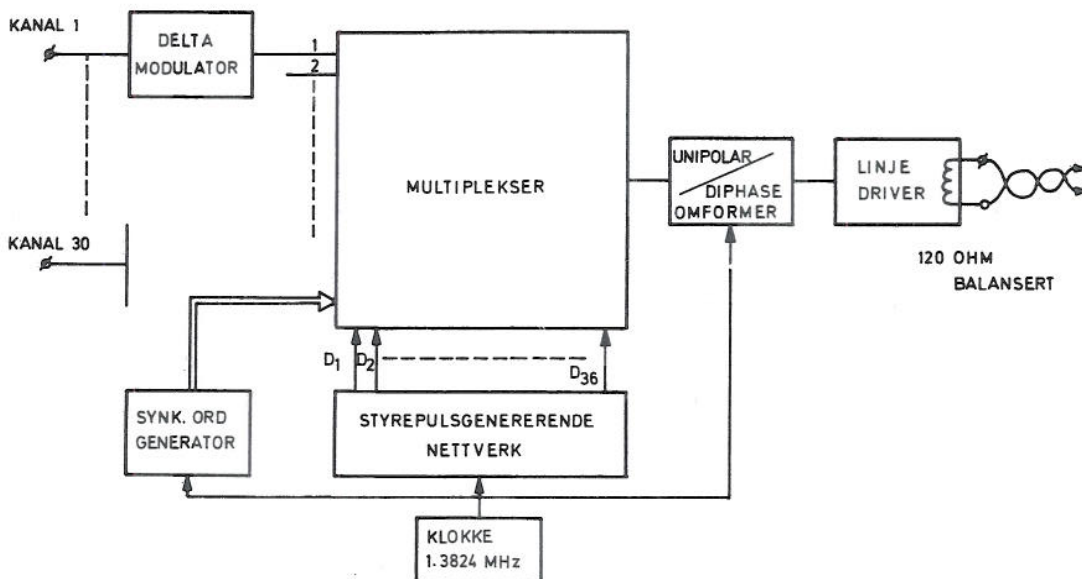 KANAL 1
DELTA
MODULATOR
1
2
MULTIPLEKSER
UNIPOLAR
DIPHASE
OMFORMER
LINJE
DRIVER
KANAL 30
120 OHM
BALANSERT
D1
D2
D36
SYNK. ORD
GENERATOR
STYREPULSGENERERENDE
NETTVERK
KLOKKE
1.3824 MHz